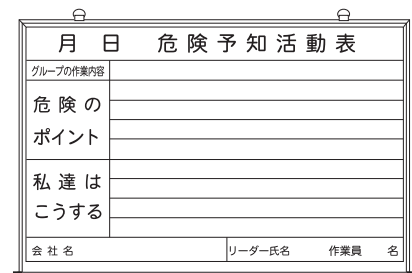 月 日 危険予知活動表
グループの作業内容
危険の
ポイント
私達は
こうする
会社名 リーダー氏名 作業員 名